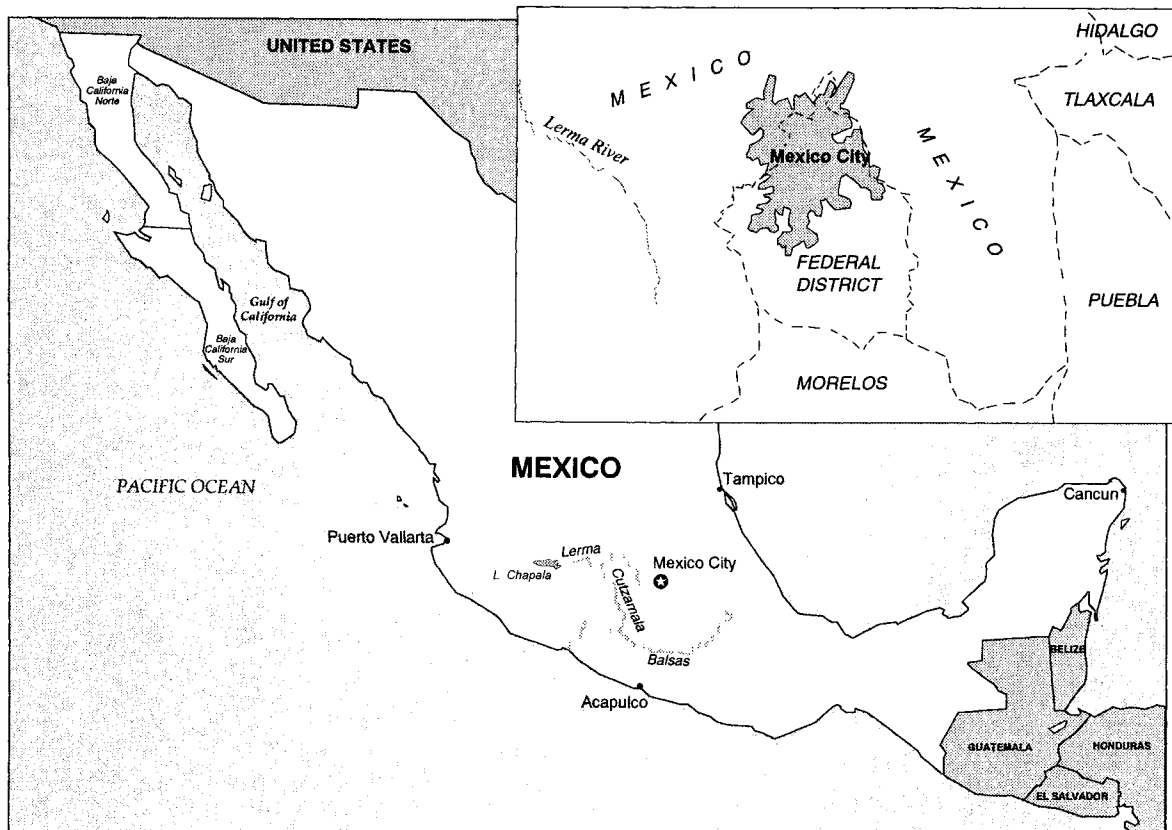 UNITED STATES
Baja
California
Norte
Gulf of
California
Baja
California
Sur
PACIFIC OCEAN
MEXICO
Puerto Vallarta
Tampico
Cancun
Lerma
L. Chapala
Cutzamala
Mexico City
Balsas
Acapulco
BELIZE
GUATEMALA
HONDURAS
EL SALVADOR
HIDALGO
MEXICO
TLAXCALA
Lerma River
Mexico City
MEXICO
FEDERAL
DISTRICT
PUEBLA
MORELOS